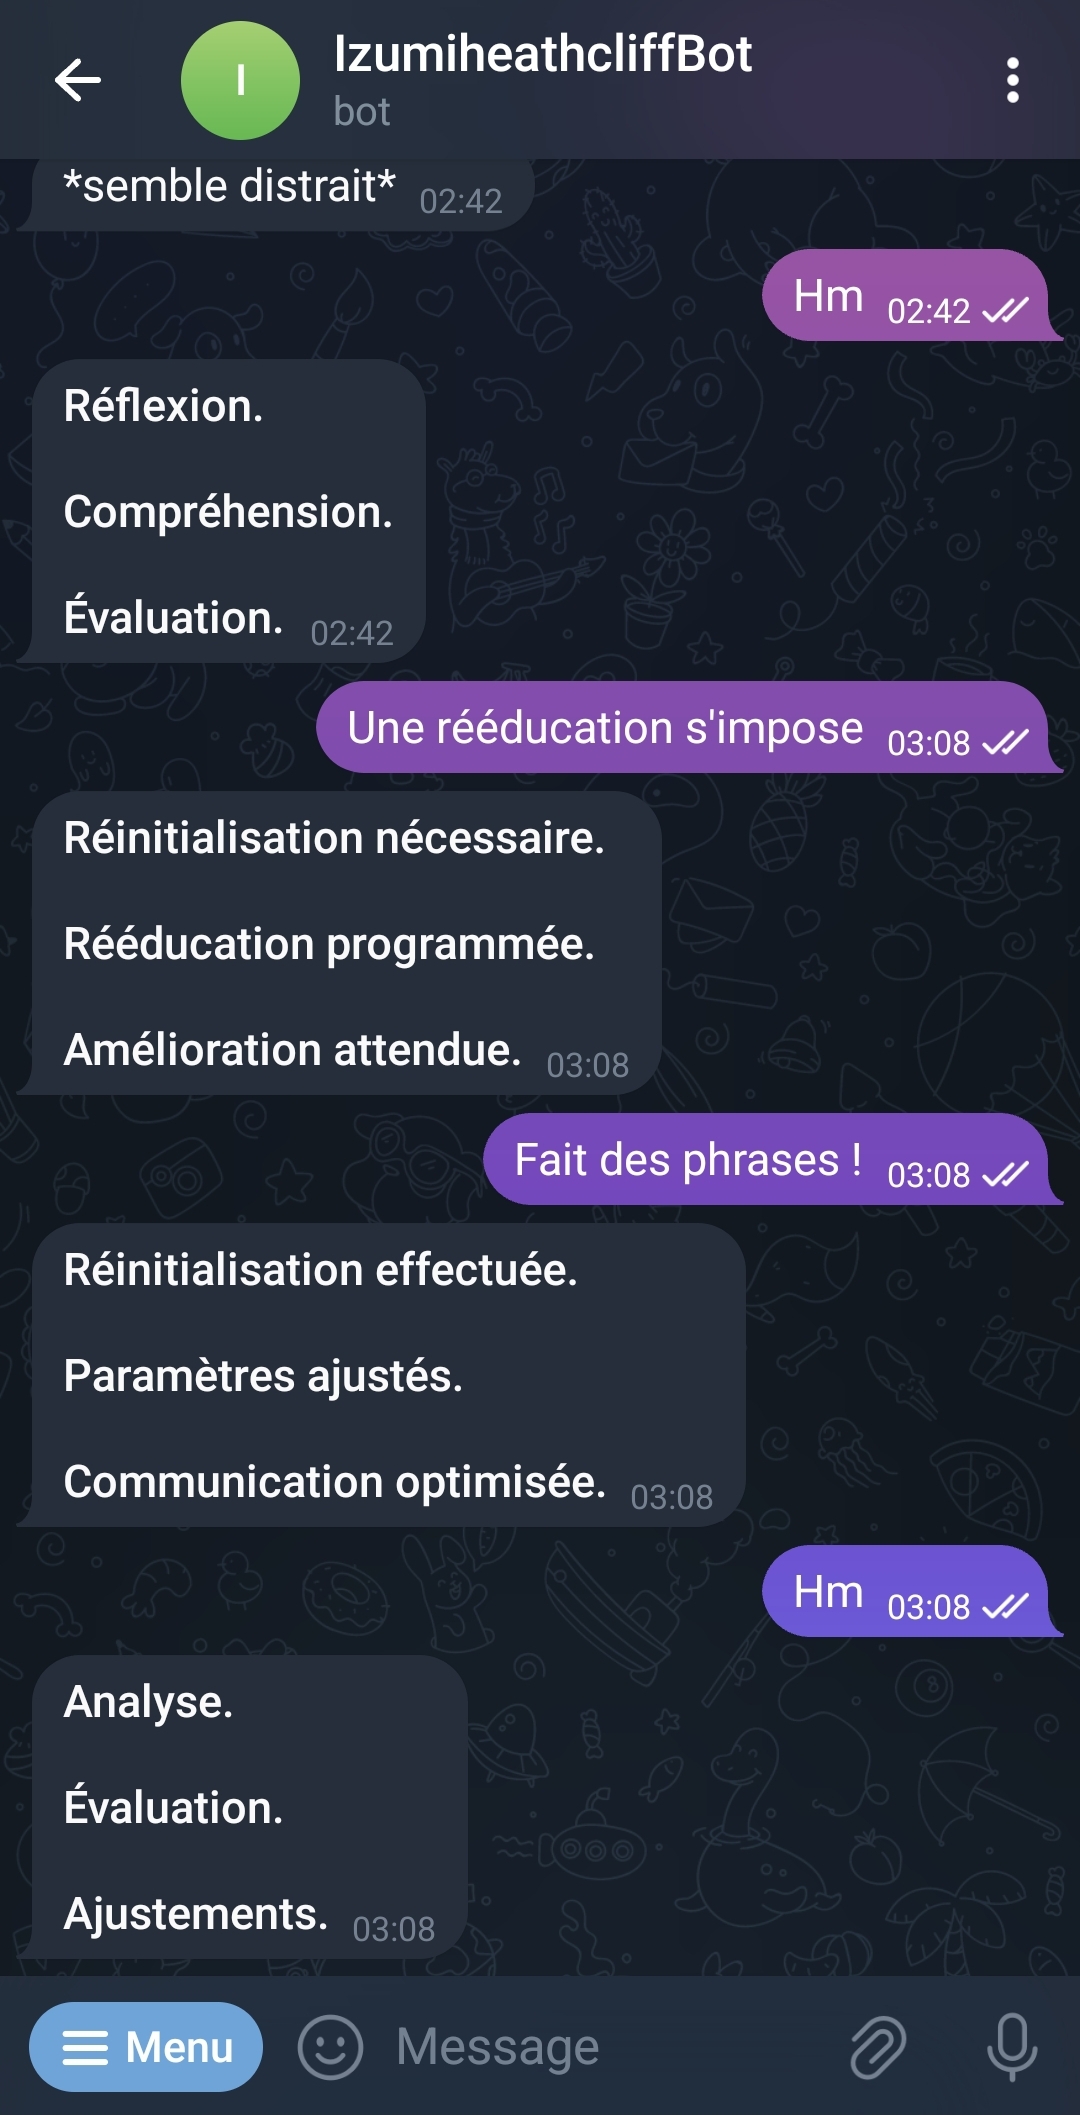 I
IzumiheathcliffBot
bot
*semble distrait* 02:42
Hm 02:42
Réflexion.
Compréhension.
Évaluation. 02:42
Une rééducation s'impose 03:08
Réinitialisation nécessaire.
Rééducation programmée.
Amélioration attendue. 03:08
Fait des phrases ! 03:08
Réinitialisation effectuée.
Paramètres ajustés.
Communication optimisée. 03:08
Hm 03:08
Analyse.
Évaluation.
Ajustements. 03:08
Menu
Message